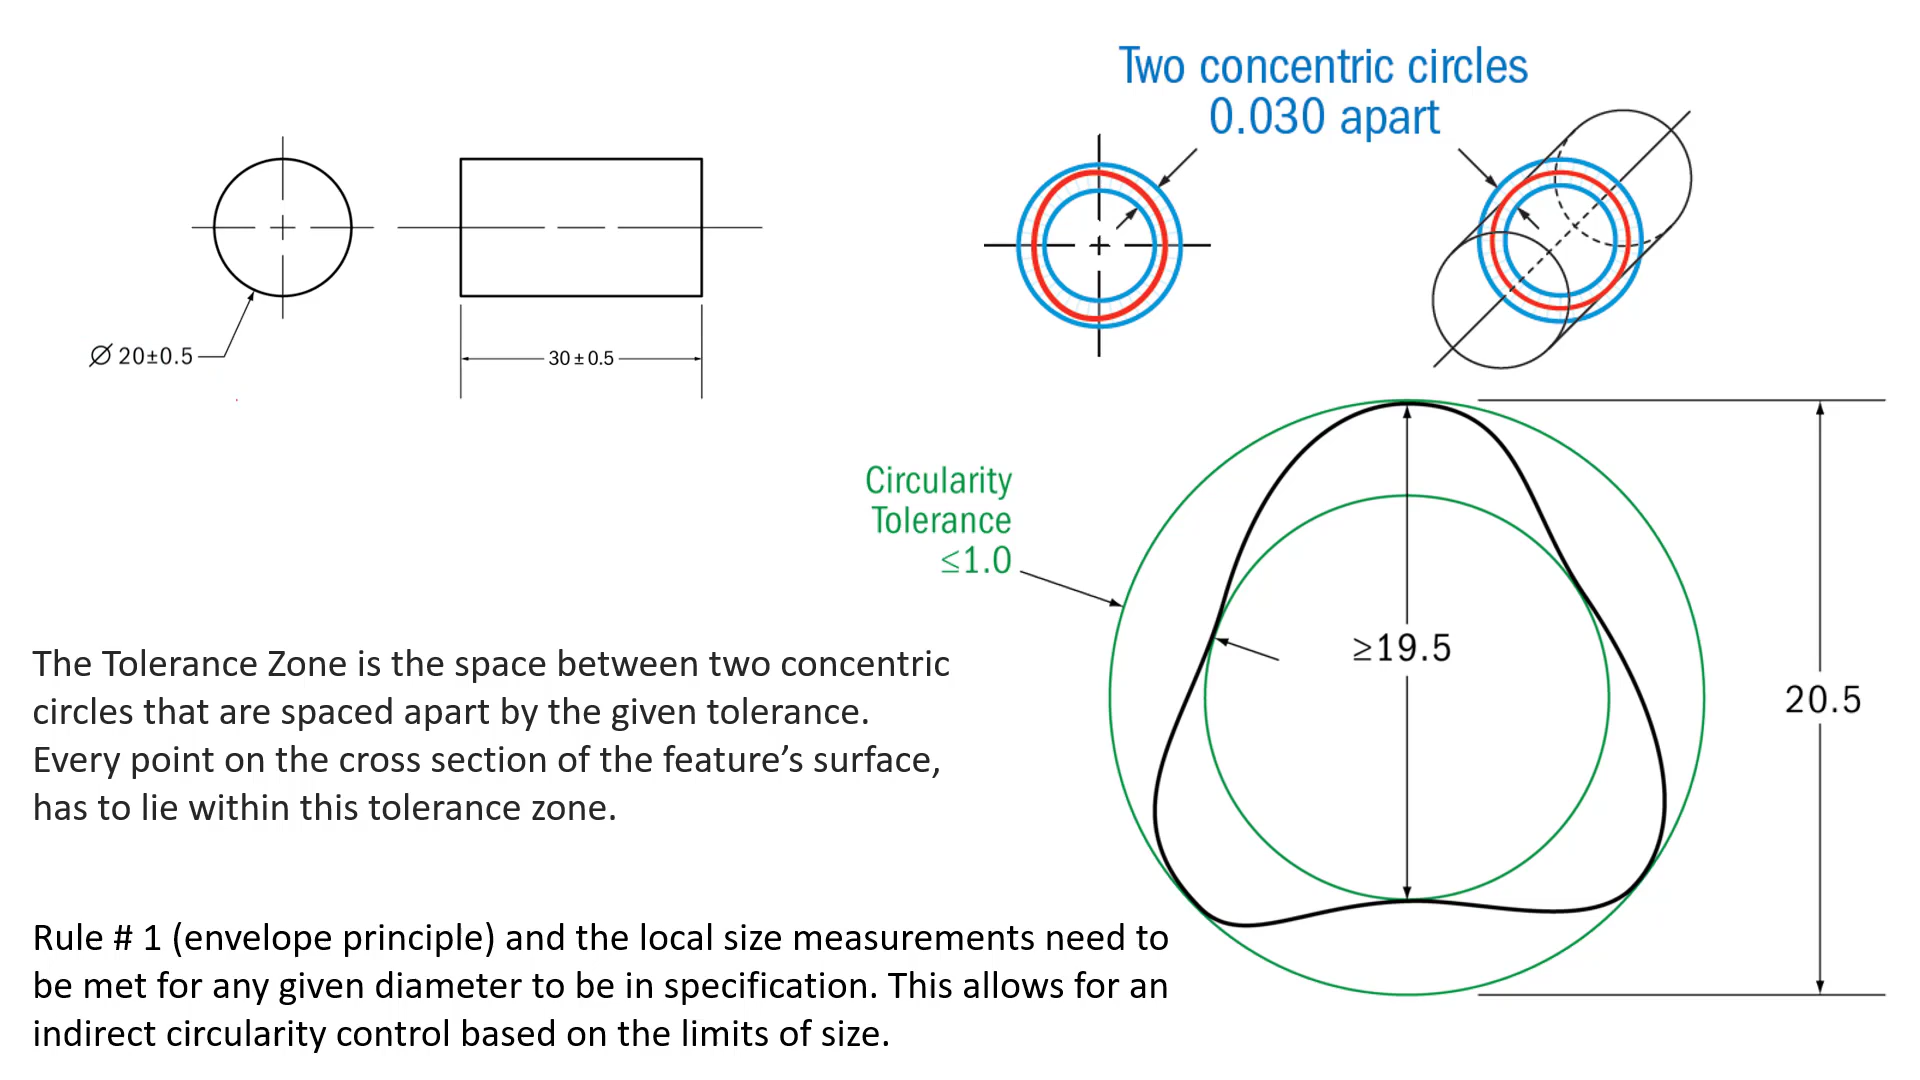 Two concentric circles
0.030 apart
∅ 20±0.5
30 ± 0.5
Circularity
Tolerance
≤1.0
≥19.5
20.5
The Tolerance Zone is the space between two concentric
circles that are spaced apart by the given tolerance.
Every point on the cross section of the feature’s surface,
has to lie within this tolerance zone.
Rule # 1 (envelope principle) and the local size measurements need to
be met for any given diameter to be in specification. This allows for an
indirect circularity control based on the limits of size.